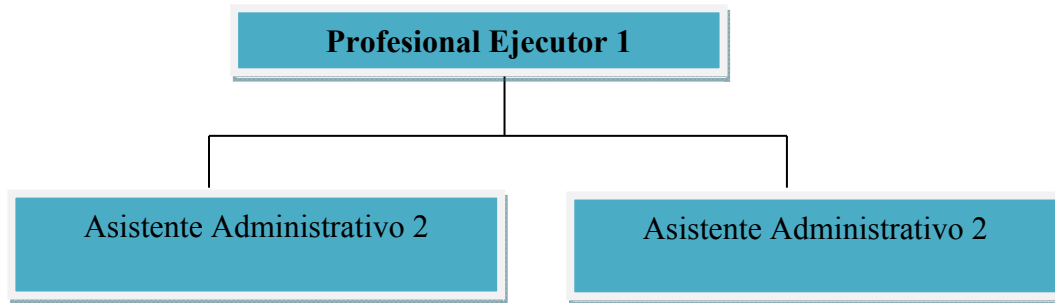 Profesional Ejecutor 1
Asistente Administrativo 2
Asistente Administrativo 2